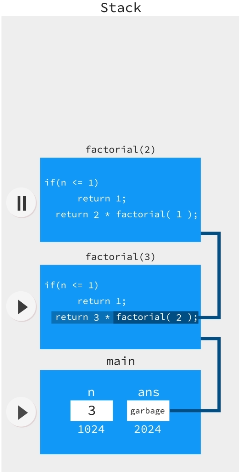 Stack
factorial(2)
if(n <= 1)
return 1;
return 2 * factorial( 1 );
factorial(3)
if(n <= 1)
return 1;
return 3 * factorial( 2 );
main
n ans
3 garbage
1024 2024